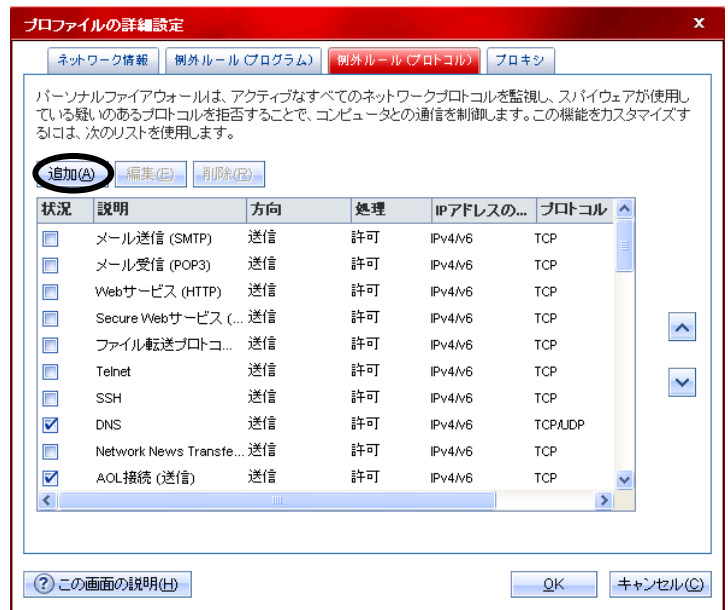 プロファイルの詳細設定 x
ネットワーク情報 例外ルール (プログラム) 例外ルール (プロトコル) プロキシ
パーソナルファイアウォールは、アクティブなすべてのネットワークプロトコルを監視し、スパイウェアが使用し
ている疑いのあるプロトコルを拒否することで、コンピュータとの通信を制御します。この機能をカスタマイズす
るには、次のリストを使用します。
追加(A) 編集(E) 削除(R)
状況 説明 方向 処理 IPアドレスの... プロトコル
メール送信 (SMTP) 送信 許可 IPv4/v6 TCP
メール受信 (POP3) 送信 許可 IPv4/v6 TCP
Webサービス (HTTP) 送信 許可 IPv4/v6 TCP
Secure Webサービス (... 送信 許可 IPv4/v6 TCP
ファイル転送プロトコ... 送信 許可 IPv4/v6 TCP
Telnet 送信 許可 IPv4/v6 TCP
SSH 送信 許可 IPv4/v6 TCP
DNS 送信 許可 IPv4/v6 TCP/UDP
Network News Transfe... 送信 許可 IPv4/v6 TCP
AOL接続 (送信) 送信 許可 IPv4/v6 TCP
? この画面の説明(H) OK キャンセル(C)